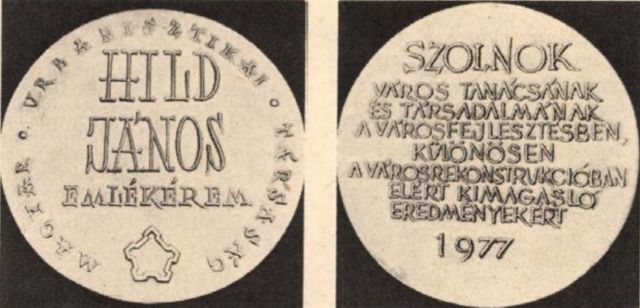 MAGYAR · URBANISZTIKAI · TÁRSASÁG
HILD
JÁNOS
EMLÉKÉREM
SZOLNOK
VÁROS TANÁCSÁNAK
ÉS TÁRSADALMÁNAK
A VÁROSFEJLESZTÉSBEN,
KÜLÖNÖSEN
A VÁROSREKONSTRUKCIÓBAN
ELÉRT KIMAGASLÓ
EREDMÉNYEKÉRT
1977